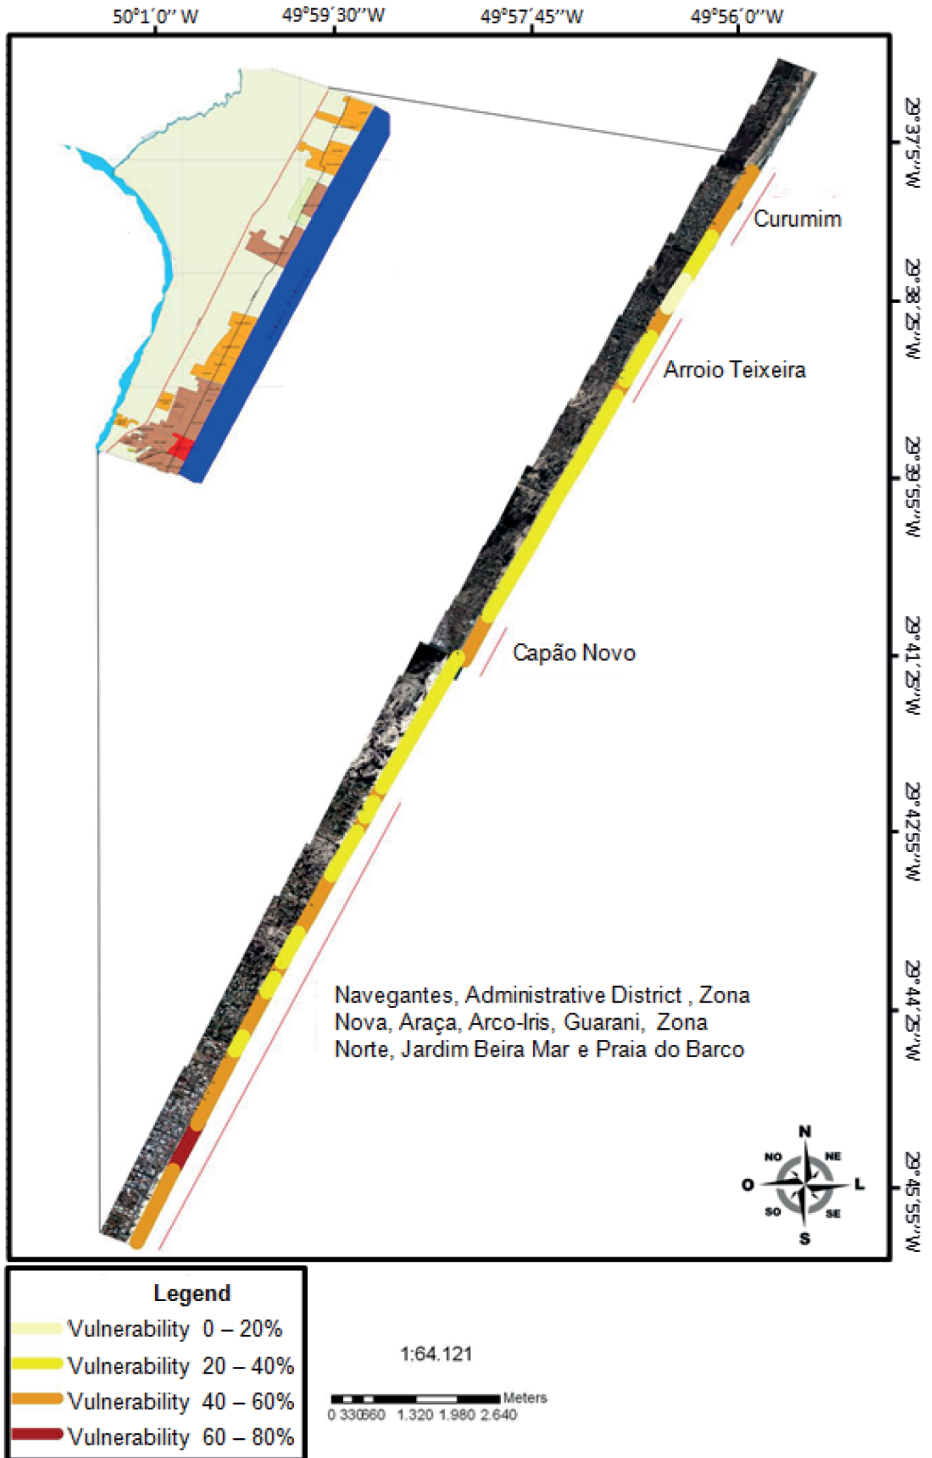 50°1´0´´ W
49°59´30´´ W
49°57´45´´ W
49°56´0´´ W
29°37´5´´W
29°38´25´´W
29°39´55´´W
29°41´25´´W
29°42´55´´W
29°44´25´´W
29°45´55´´W
Curumim
Arroio Teixeira
Capão Novo
Navegantes, Administrative District , Zona
Nova, Araça, Arco-Iris, Guarani, Zona
Norte, Jardim Beira Mar e Praia do Barco
N
NO NE
O L
SO SE
S
Legend
Vulnerability 0 – 20%
Vulnerability 20 – 40%
Vulnerability 40 – 60%
Vulnerability 60 – 80%
1:64.121
Meters
0 330660 1.320 1.980 2.640